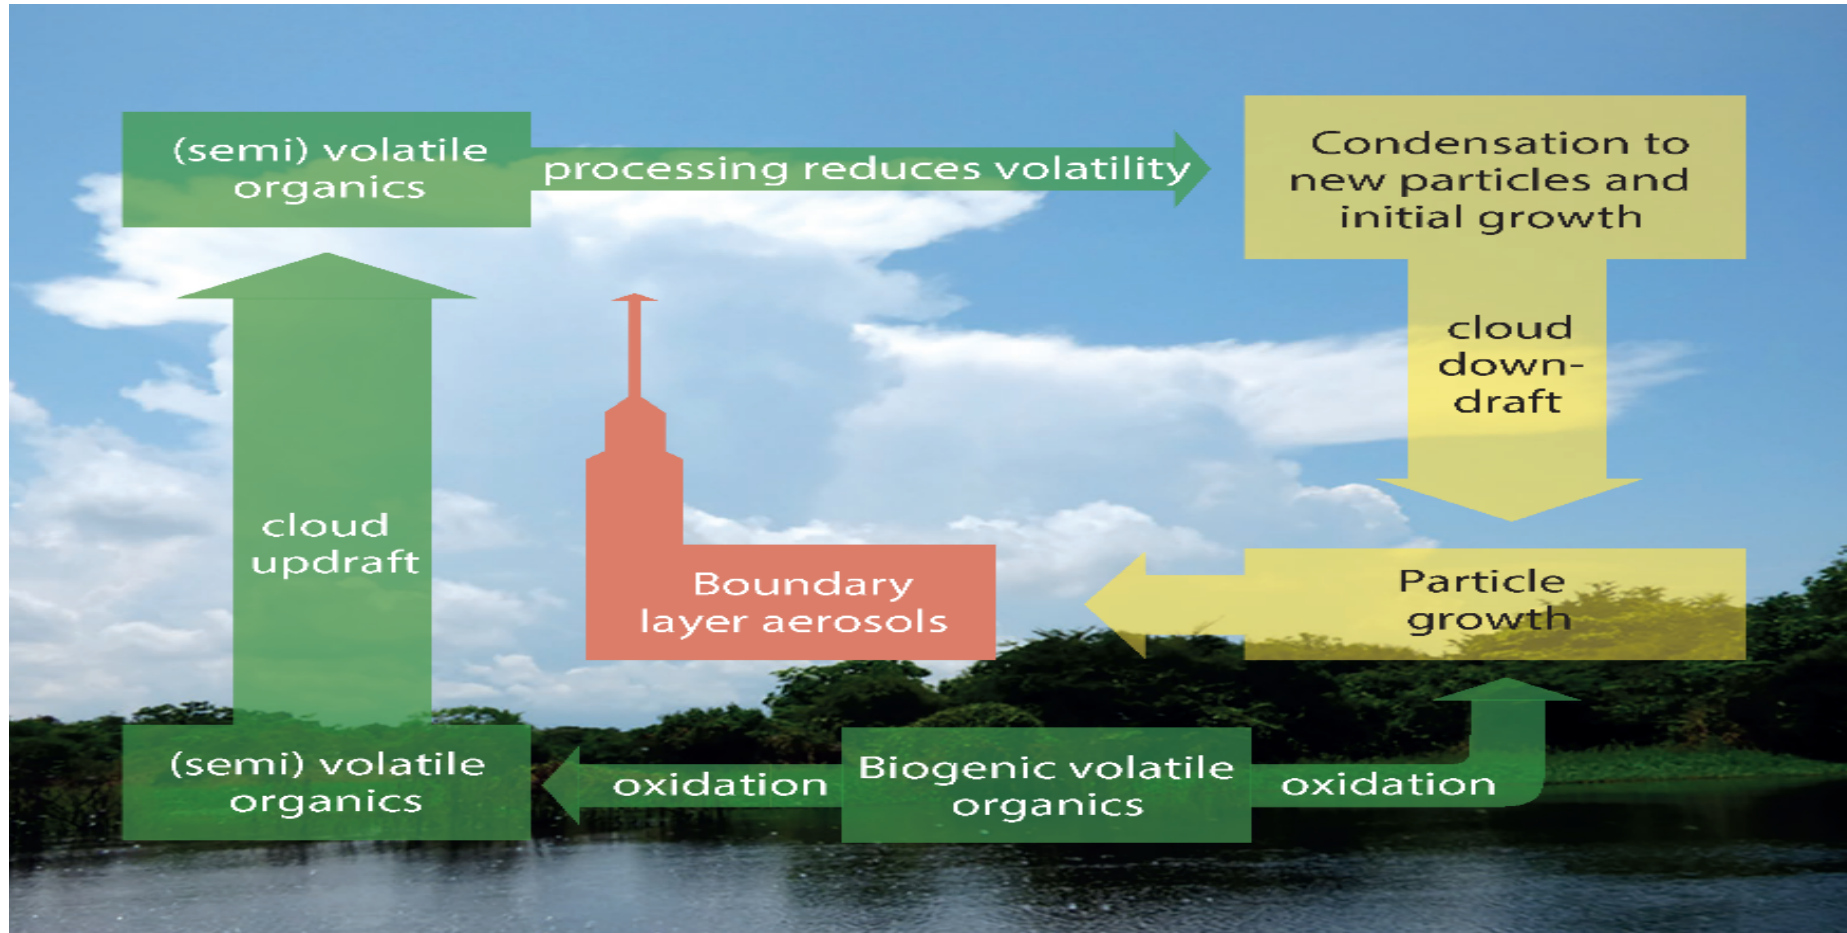 (semi) volatile
organics
processing reduces volatility
Condensation to
new particles and
initial growth
cloud
down-
draft
cloud
updraft
Boundary
layer aerosols
Particle
growth
(semi) volatile
organics
oxidation
Biogenic volatile
organics
oxidation